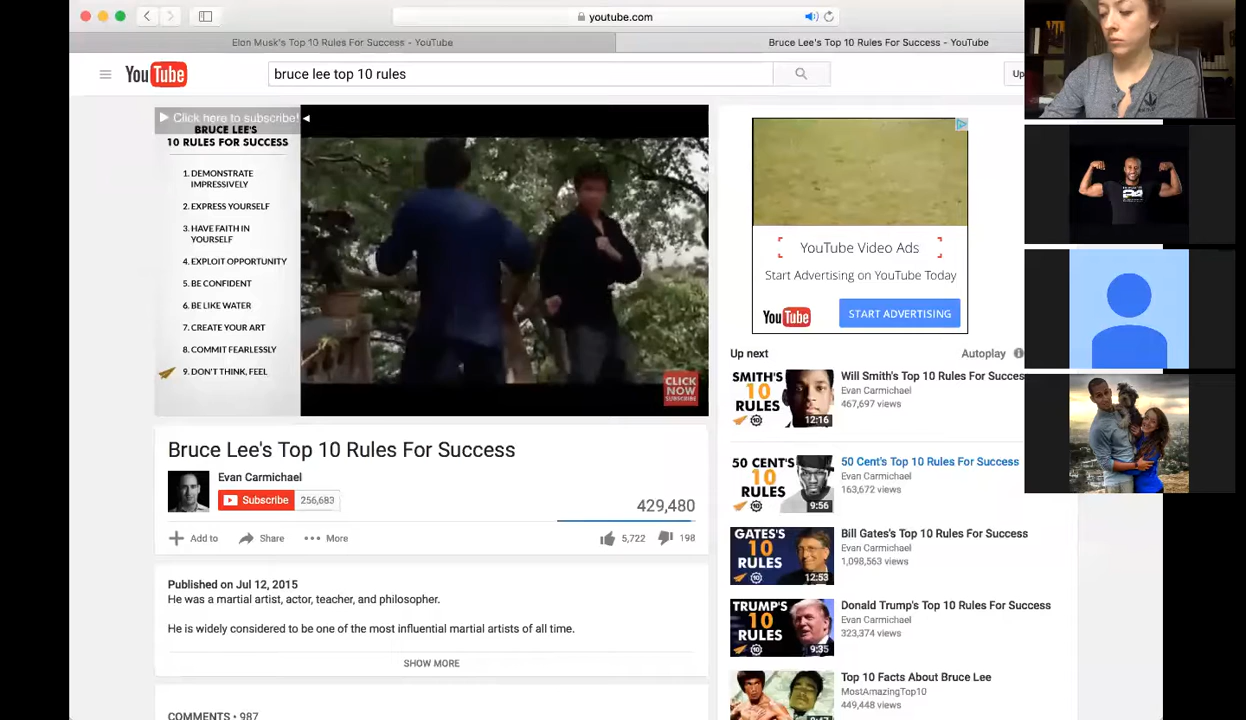 youtube.com
Elon Musk's Top 10 Rules For Success - YouTube
Bruce Lee's Top 10 Rules For Success - YouTube
YouTube
bruce lee top 10 rules
Up
Click here to subscribe!
BRUCE LEE'S
10 RULES FOR SUCCESS
1. DEMONSTRATE
IMPRESSIVELY
2. EXPRESS YOURSELF
3. HAVE FAITH IN
YOURSELF
4. EXPLOIT OPPORTUNITY
5. BE CONFIDENT
6. BE LIKE WATER
7. CREATE YOUR ART
8. COMMIT FEARLESSLY
9. DON'T THINK, FEEL
CLICK
NOW
SUBSCRIBE
Bruce Lee's Top 10 Rules For Success
Evan Carmichael
Subscribe 256,683
429,480
Add to Share More
5,722 198
Published on Jul 12, 2015
He was a martial artist, actor, teacher, and philosopher.
He is widely considered to be one of the most influential martial artists of all time.
SHOW MORE
COMMENTS • 987
YouTube Video Ads
Start Advertising on YouTube Today
YouTube
START ADVERTISING
Up next
Autoplay
SMITH'S
10
RULES
12:16
Will Smith's Top 10 Rules For Succes
Evan Carmichael
467,697 views
50 CENT'S
10
RULES
9:56
50 Cent's Top 10 Rules For Success
Evan Carmichael
163,672 views
GATES'S
10
RULES
12:53
Bill Gates's Top 10 Rules For Success
Evan Carmichael
1,098,563 views
TRUMP'S
10
RULES
9:35
Donald Trump's Top 10 Rules For Success
Evan Carmichael
323,374 views
Top 10 Facts About Bruce Lee
MostAmazingTop10
449,448 views